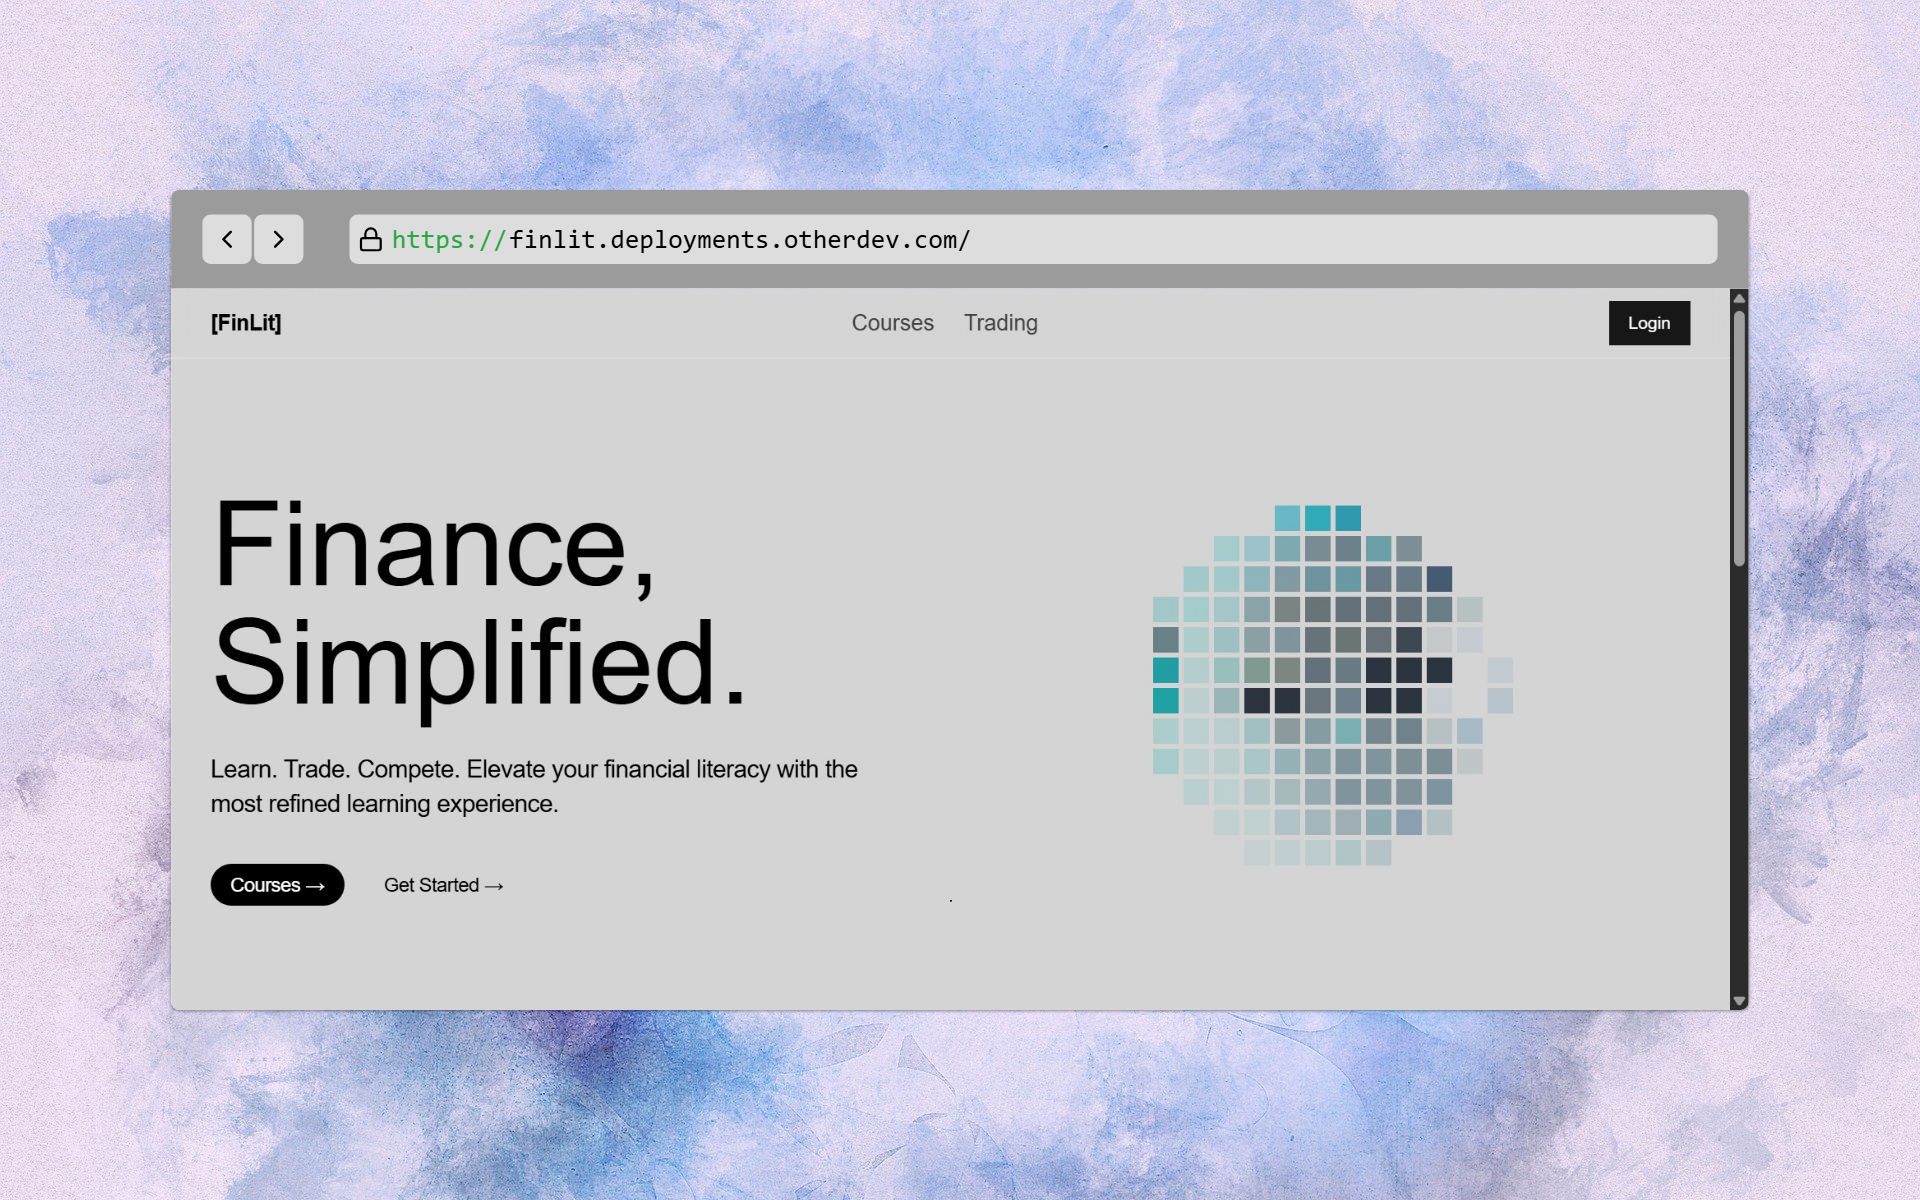 https://finlit.deployments.otherdev.com/
[FinLit]
Courses
Trading
Login
Finance,
Simplified.
Learn. Trade. Compete. Elevate your financial literacy with the
most refined learning experience.
Courses →
Get Started →